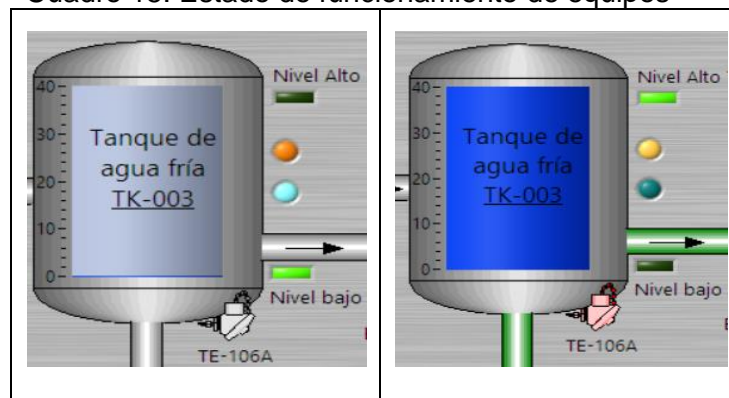 Cuadro 15. Estado de funcionamiento de equipos
Nivel Alto
40
30
20
10
0
Tanque de
agua fría
TK-003
Nivel bajo
TE-106A
Nivel Alto
40
30
20
10
0
Tanque de
agua fría
TK-003
Nivel bajo
TE-106A